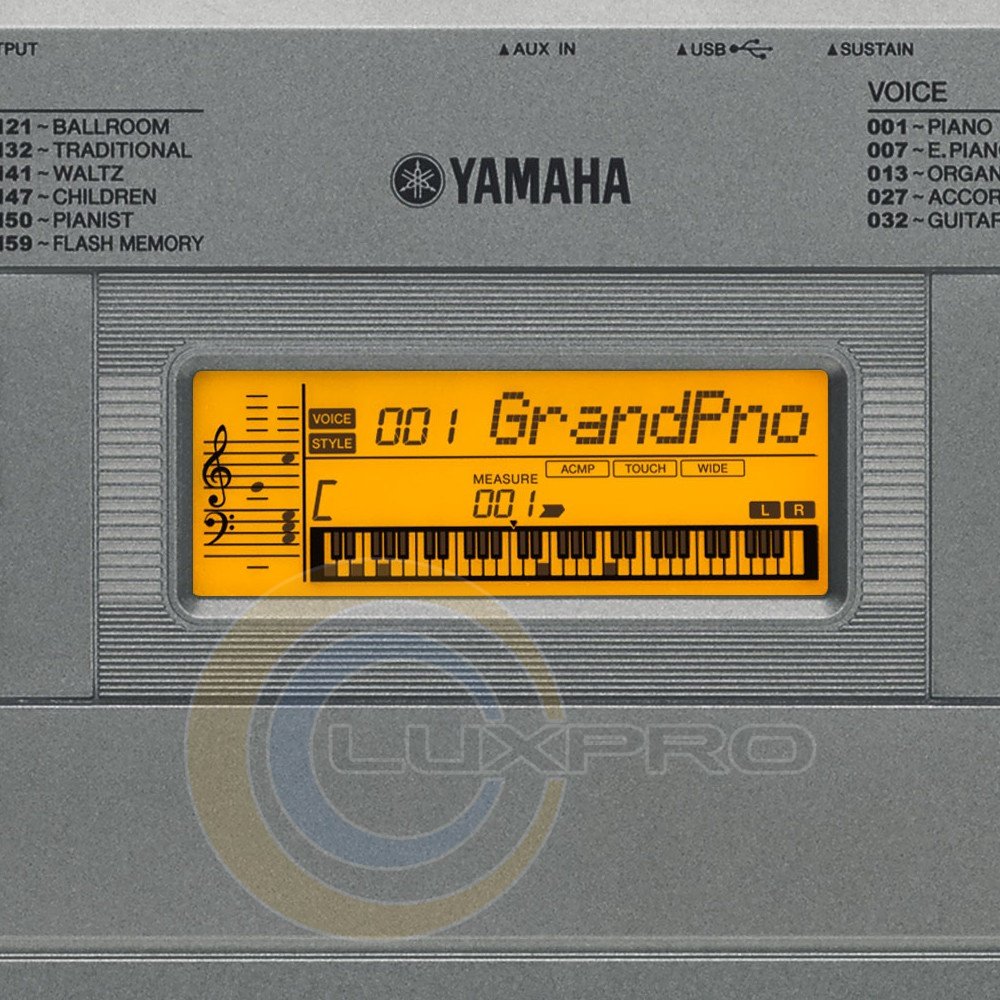 ▲AUX IN ▲USB ▲SUSTAIN
VOICE
121~BALLROOM
132~TRADITIONAL
141~WALTZ
147~CHILDREN
150~PIANIST
159~FLASH MEMORY
YAMAHA
001~PIANO
007~E.PIANO
013~ORGAN
027~ACCOR
032~GUITAR
VOICE 001 GrandPno
STYLE
ACMP TOUCH WIDE
MEASURE
C 001
L R
LUXPRO